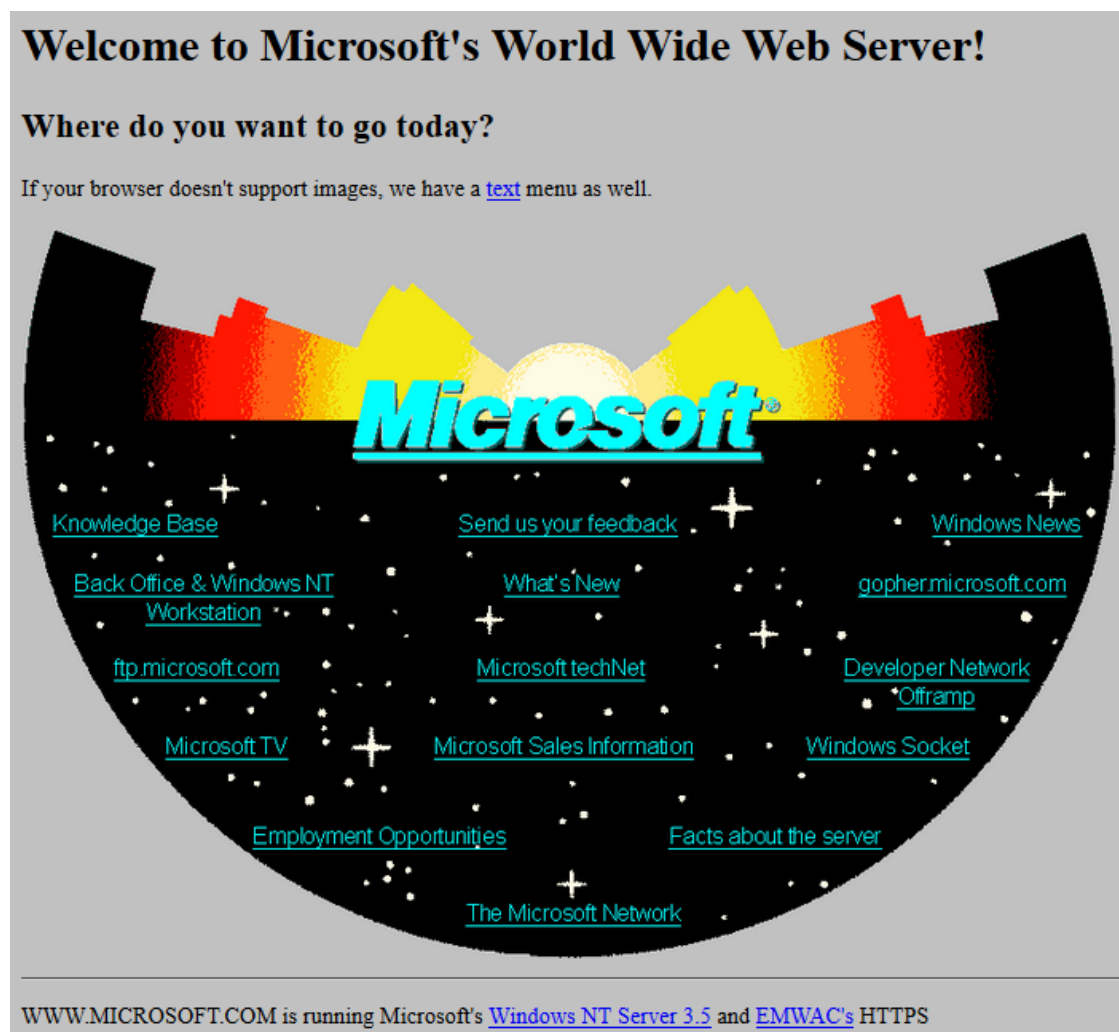 Welcome to Microsoft's World Wide Web Server!
Where do you want to go today?
If your browser doesn't support images, we have a text menu as well.
Microsoft®
Knowledge Base
Send us your feedback
Windows News
Back Office & Windows NT
Workstation
What's New
gopher.microsoft.com
ftp.microsoft.com
Microsoft techNet
Developer Network
Offramp
Microsoft TV
Microsoft Sales Information
Windows Socket
Employment Opportunities
Facts about the server
The Microsoft Network
WWW.MICROSOFT.COM is running Microsoft's Windows NT Server 3.5 and EMWAC's HTTPS